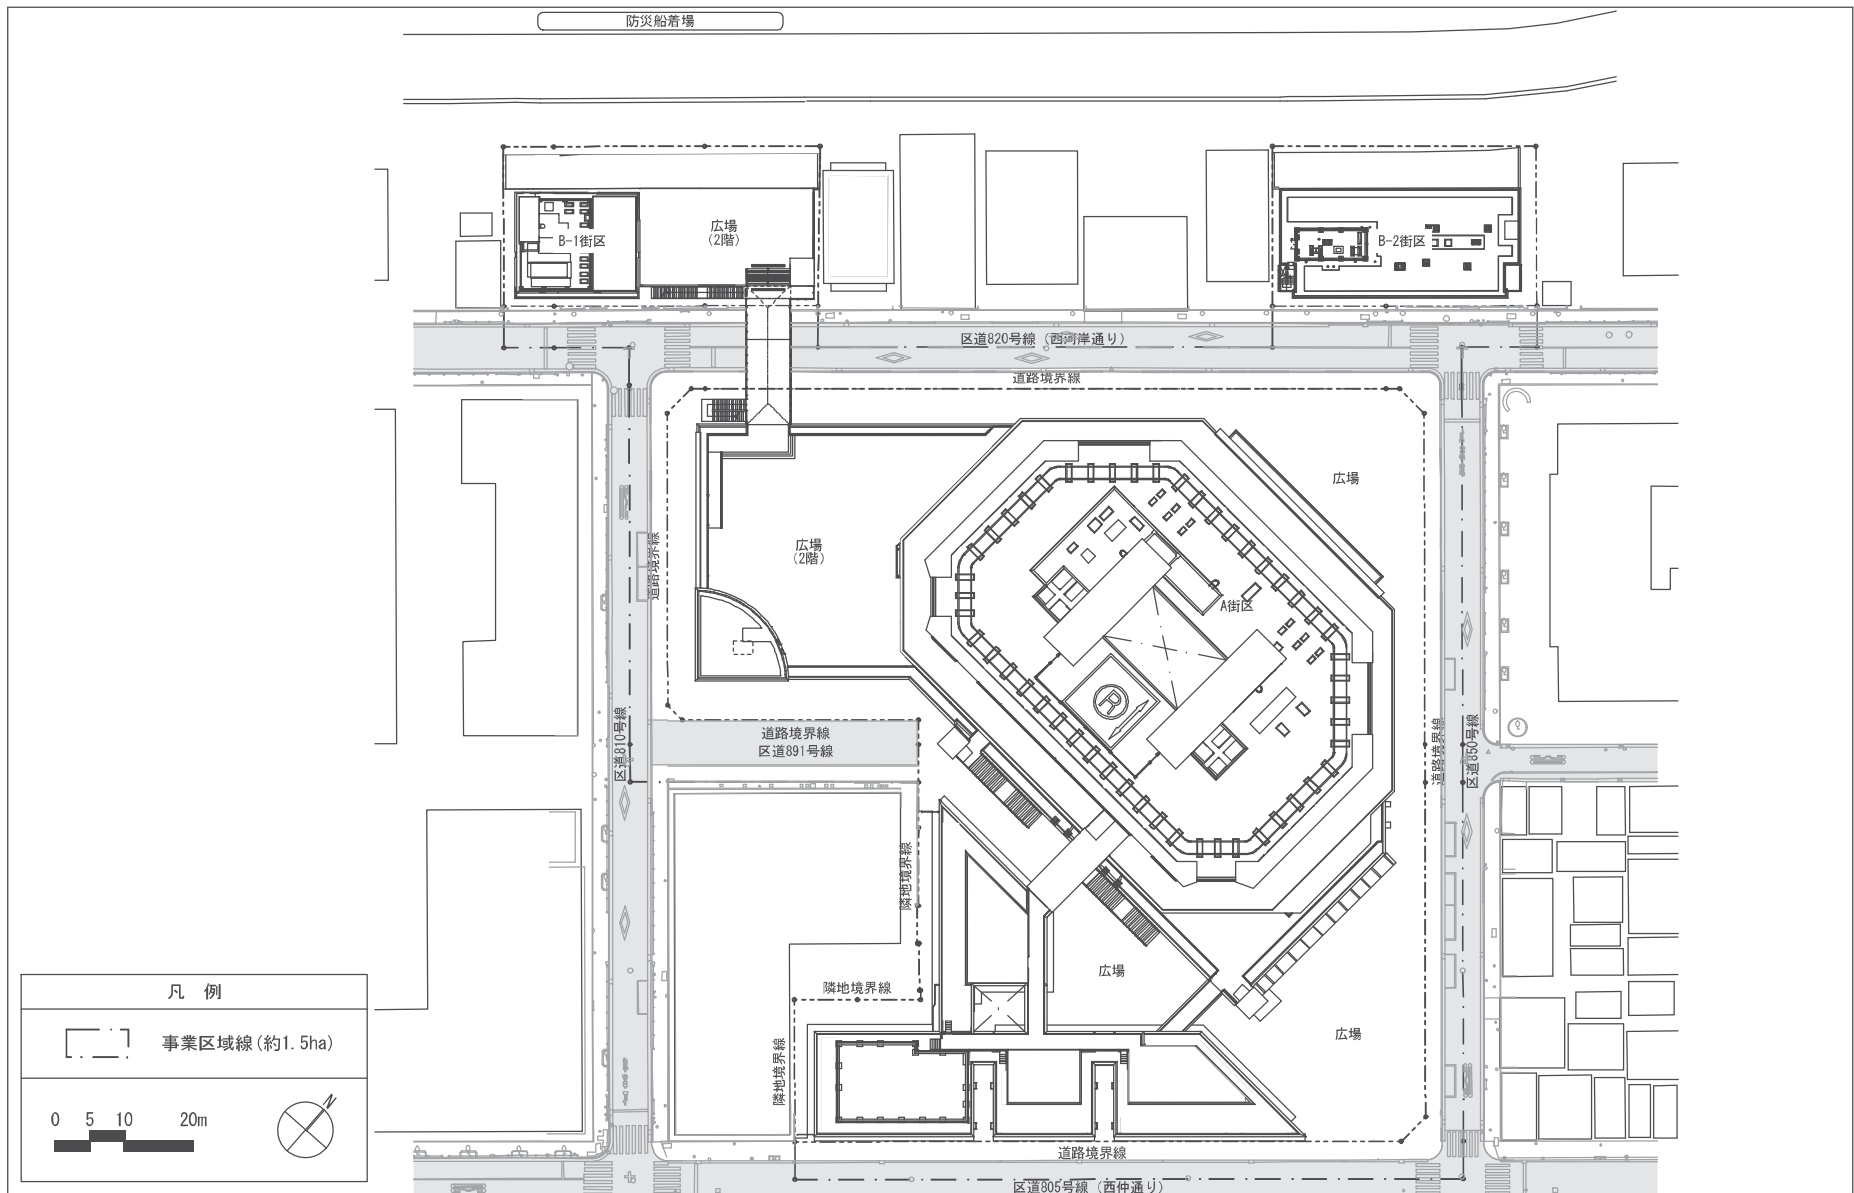 防災船着場
広場
(2階)
B-1街区
B-2街区
区道820号線 (西河岸通り)
道路境界線
広場
広場
(2階)
道路境界線
A街区
R
道路境界線
区道891号線
区道810号線
道路境界線
区道850号線
隣地境界線
広場
隣地境界線
広場
隣地境界線
道路境界線
区道805号線 (西仲通り)
凡 例
事業区域線(約1.5ha)
0 5 10 20m
N